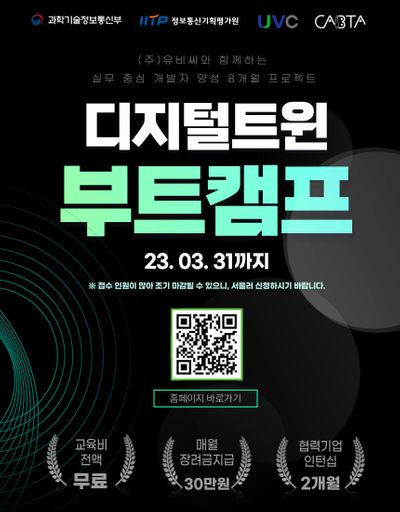 과학기술정보통신부 IITP 정보통신기획평가원 UVC CABTA
(주)유비씨와 함께하는
실무 중심 개발자 양성 8개월 프로젝트
디지털트윈
부트캠프
23. 03. 31까지
※ 접수 인원이 많아 조기 마감될 수 있으니, 서둘러 신청하시기 바랍니다.
홈페이지 바로가기
교육비
전액
무료
매월
장려금지급
30만원
협력기업
인턴십
2개월